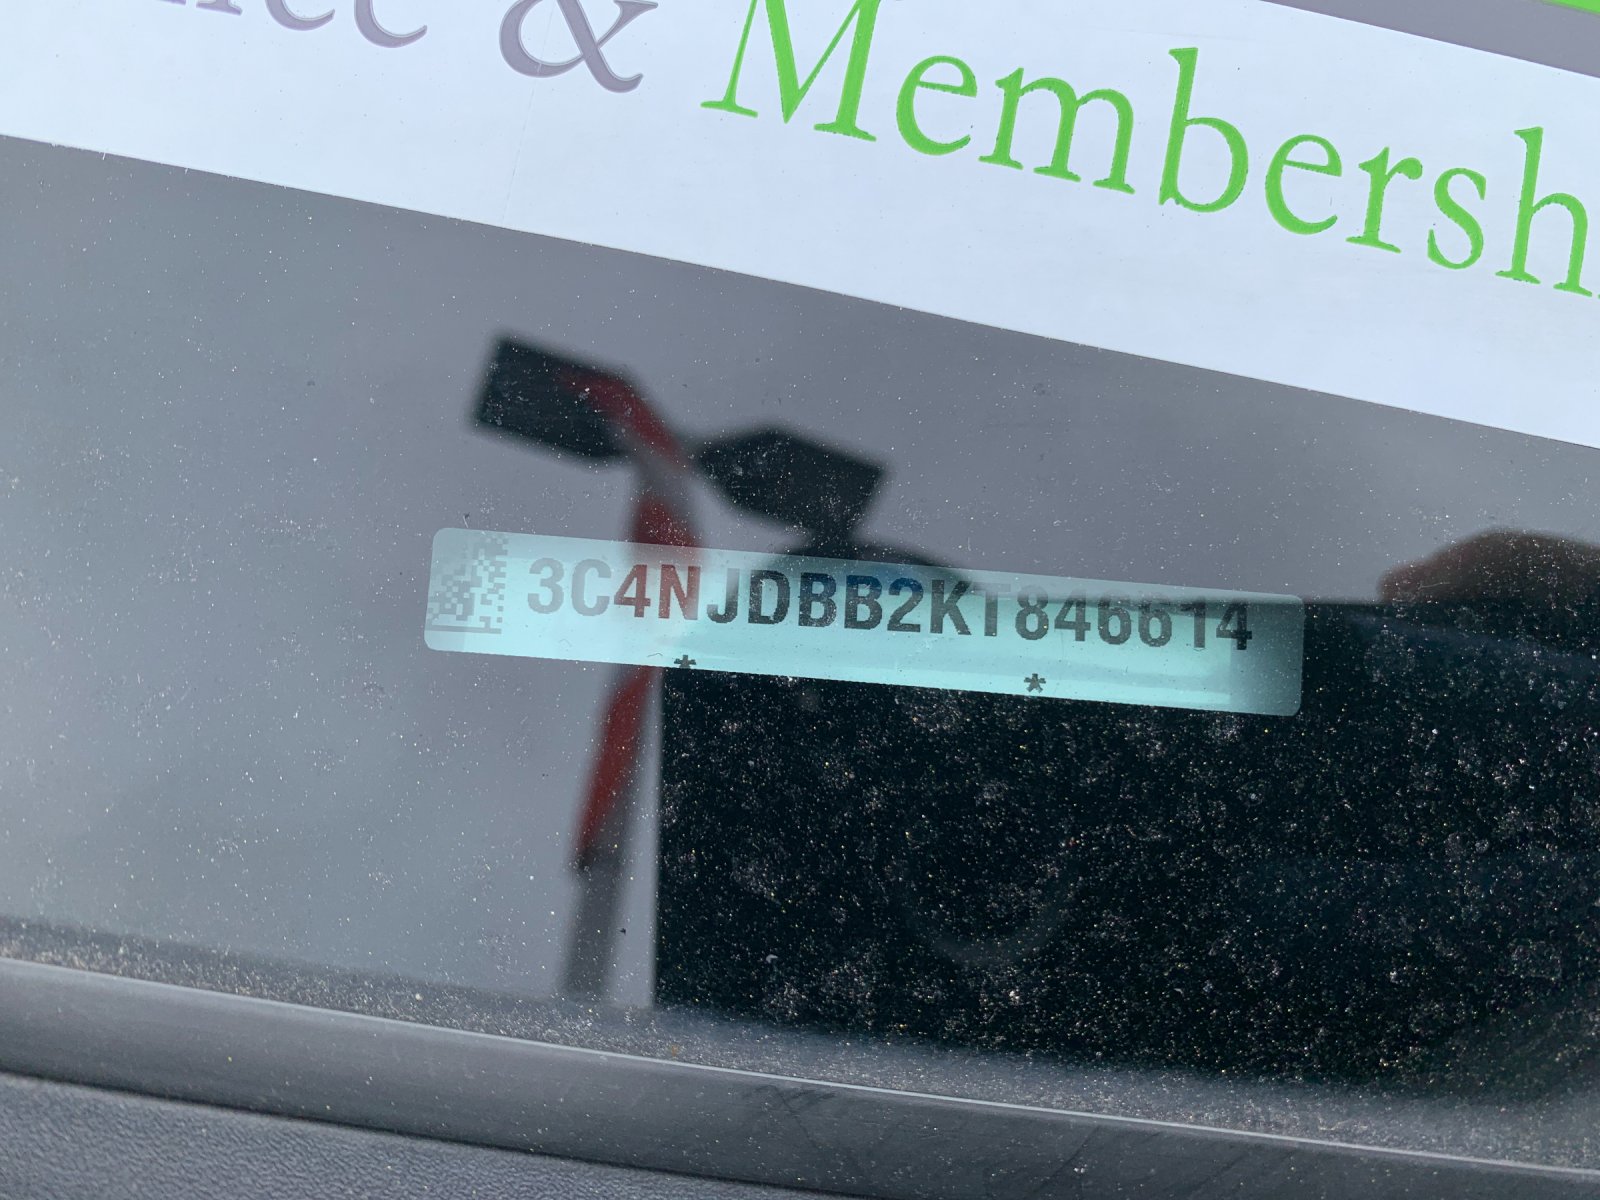 & Membersh
3C4NJDBB2KT846614
* *